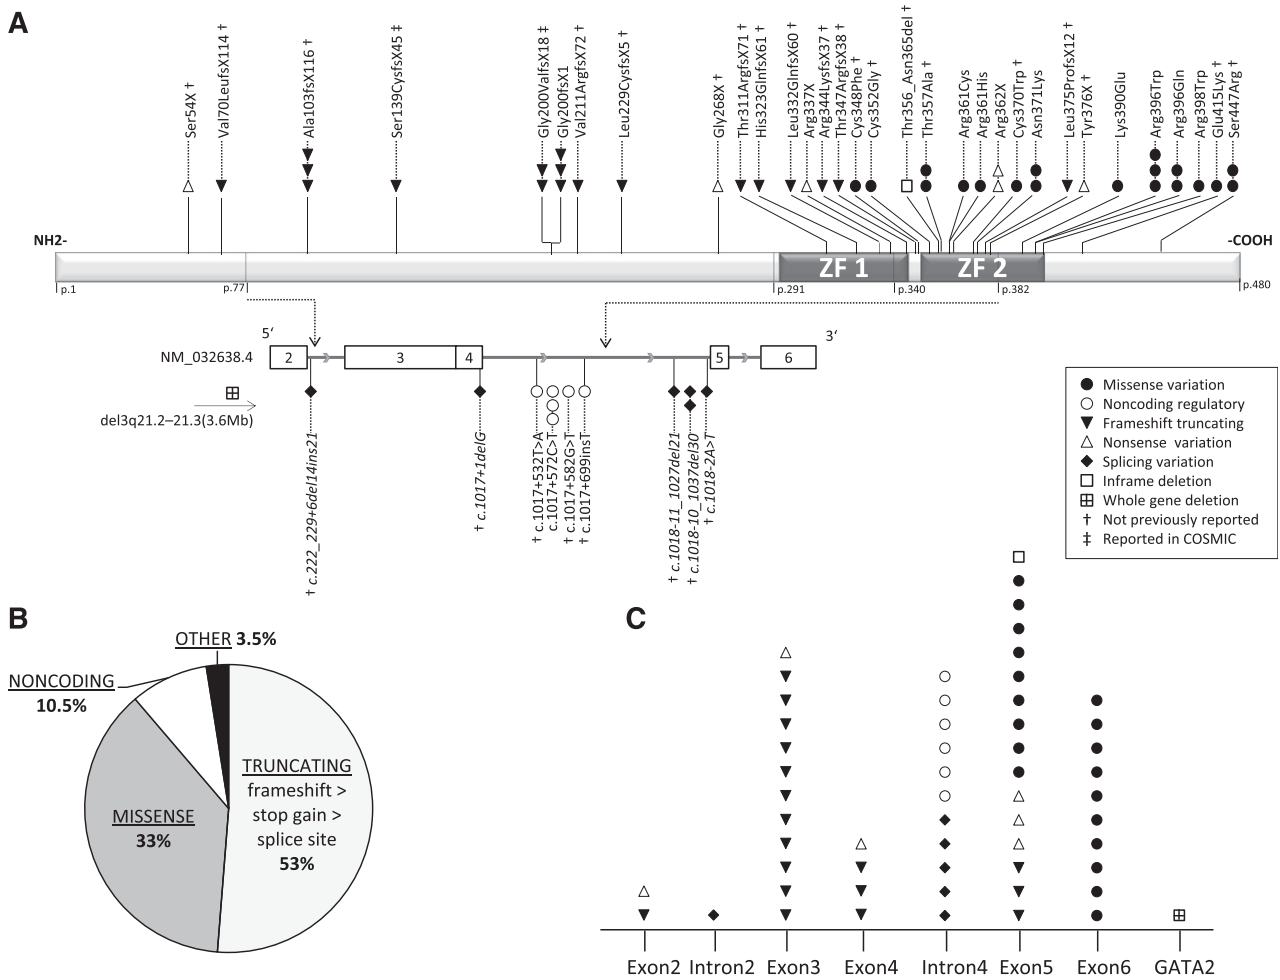 A
Ser54X †
Val70LeufsX114 †
Ala103fsX116 †
Ser139CysfsX45 ‡
Gly200ValfsX18 ‡
Gly200fsX1
Val211ArgfsX72 †
Leu229CysfsX5 †
Gly268X †
Thr311ArgfsX71 †
His323GlnfsX61 †
Leu332GlnfsX60 †
Arg337X
Arg344LysfsX37 †
Thr347ArgfsX38 †
Cys348Phe †
Cys352Gly †
Thr356_Asn365del †
Thr357Ala †
Arg361Cys
Arg361His
Arg362X
Cys370Trp †
Asn371Lys
Leu375ProfsX12 †
Tyr376X †
Lys390Glu
Arg396Trp
Arg396Gln
Arg398Trp
Glu415Lys †
Ser447Arg †
NH2-
-COOH
ZF 1
ZF 2
p.1
p.77
p.291
p.340
p.382
p.480
5‘
3‘
NM_032638.4
2
3
4
5
6
del3q21.2–21.3(3.6Mb)
† c.222_229+6del14ins21
† c.1017+1delG
† c.1017+532T>A
c.1017+572C>T
† c.1017+582G>T
† c.1017+699insT
† c.1018-11_1027del21
† c.1018-10_1037del30
† c.1018-2A>T
Missense variation
Noncoding regulatory
Frameshift truncating
Nonsense variation
Splicing variation
Inframe deletion
Whole gene deletion
† Not previously reported
‡ Reported in COSMIC
B
OTHER 3.5%
NONCODING
10.5%
MISSENSE
33%
TRUNCATING
frameshift >
stop gain >
splice site
53%
C
Exon2
Intron2
Exon3
Exon4
Intron4
Exon5
Exon6
GATA2